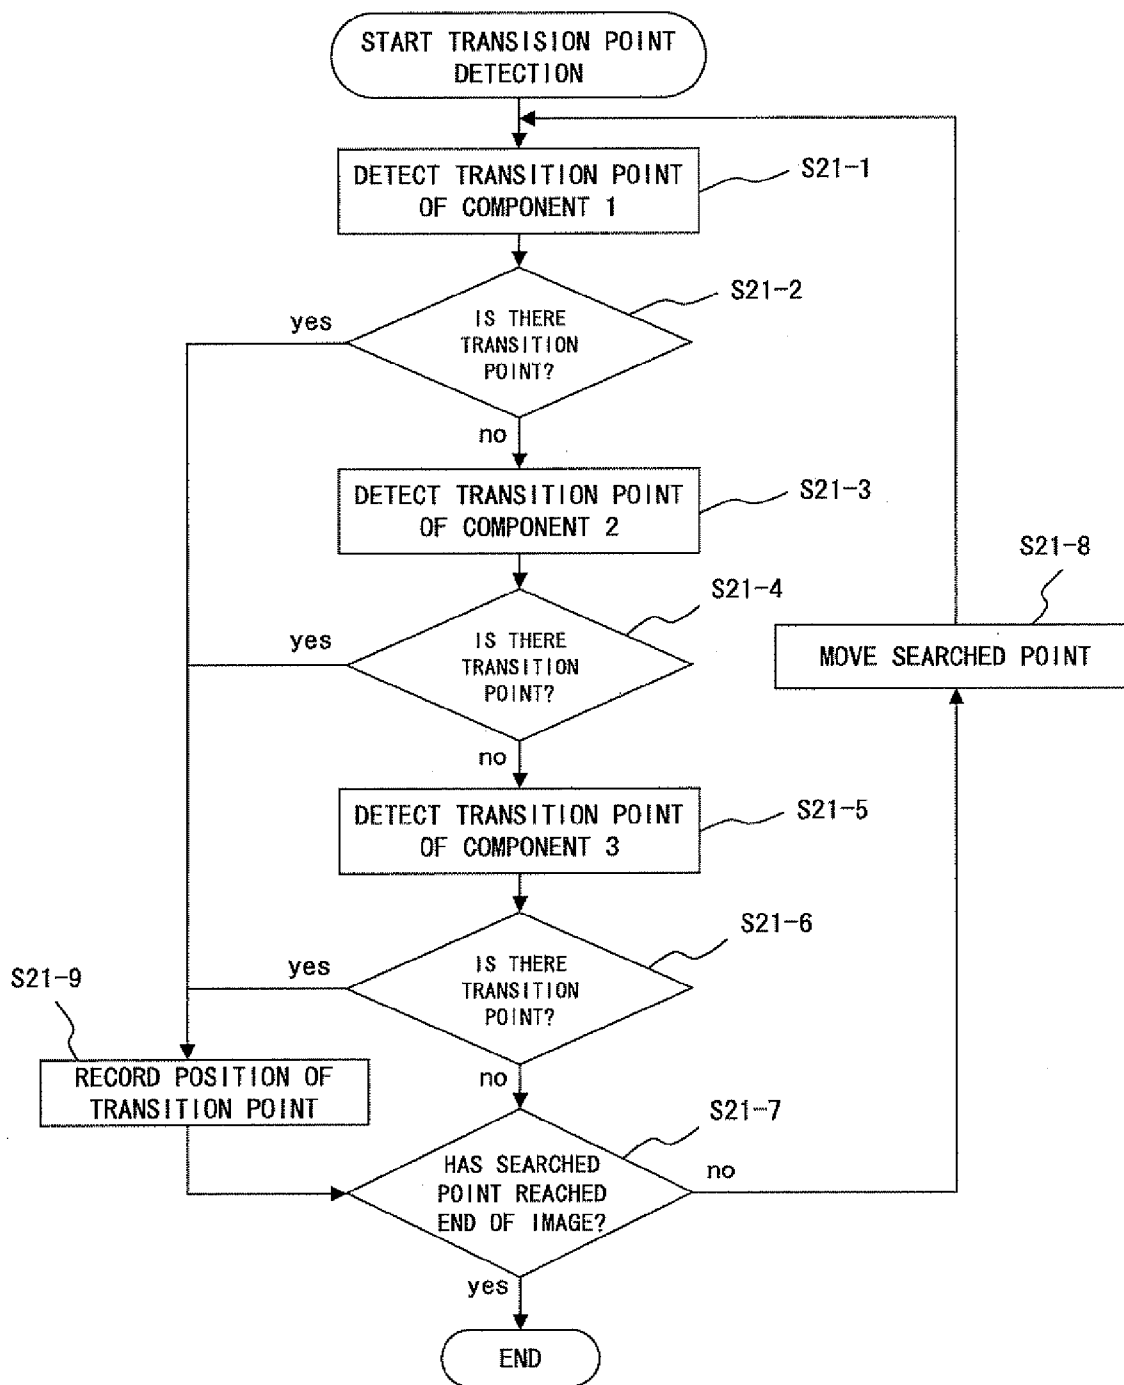 START TRANSISION POINT
DETECTION
DETECT TRANSITION POINT
OF COMPONENT 1
S21-1
IS THERE
TRANSITION
POINT?
S21-2
yes
no
DETECT TRANSITION POINT
OF COMPONENT 2
S21-3
IS THERE
TRANSITION
POINT?
S21-4
yes
no
MOVE SEARCHED POINT
S21-8
DETECT TRANSITION POINT
OF COMPONENT 3
S21-5
IS THERE
TRANSITION
POINT?
S21-6
yes
no
S21-9
RECORD POSITION OF
TRANSITION POINT
HAS SEARCHED
POINT REACHED
END OF IMAGE?
S21-7
no
yes
END